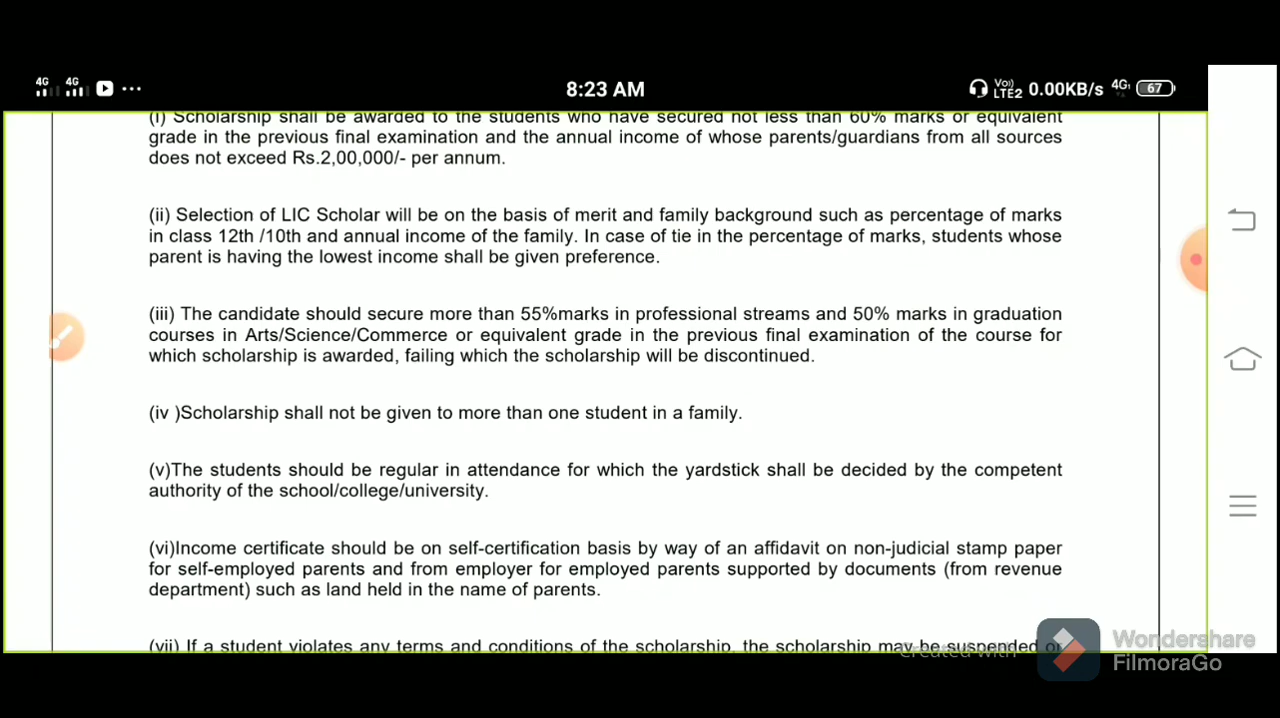 4G 4G 8:23 AM Vo) LTE2 0.00KB/s 4G 67
(i) Scholarship shall be awarded to the students who have secured not less than 60% marks or equivalent
grade in the previous final examination and the annual income of whose parents/guardians from all sources
does not exceed Rs.2,00,000/- per annum.
(ii) Selection of LIC Scholar will be on the basis of merit and family background such as percentage of marks
in class 12th /10th and annual income of the family. In case of tie in the percentage of marks, students whose
parent is having the lowest income shall be given preference.
(iii) The candidate should secure more than 55%marks in professional streams and 50% marks in graduation
courses in Arts/Science/Commerce or equivalent grade in the previous final examination of the course for
which scholarship is awarded, failing which the scholarship will be discontinued.
(iv )Scholarship shall not be given to more than one student in a family.
(v)The students should be regular in attendance for which the yardstick shall be decided by the competent
authority of the school/college/university.
(vi)Income certificate should be on self-certification basis by way of an affidavit on non-judicial stamp paper
for self-employed parents and from employer for employed parents supported by documents (from revenue
department) such as land held in the name of parents.
(vii) If a student violates any terms and conditions of the scholarship, the scholarship may be suspended or
Created with
Wondershare
FilmoraGo